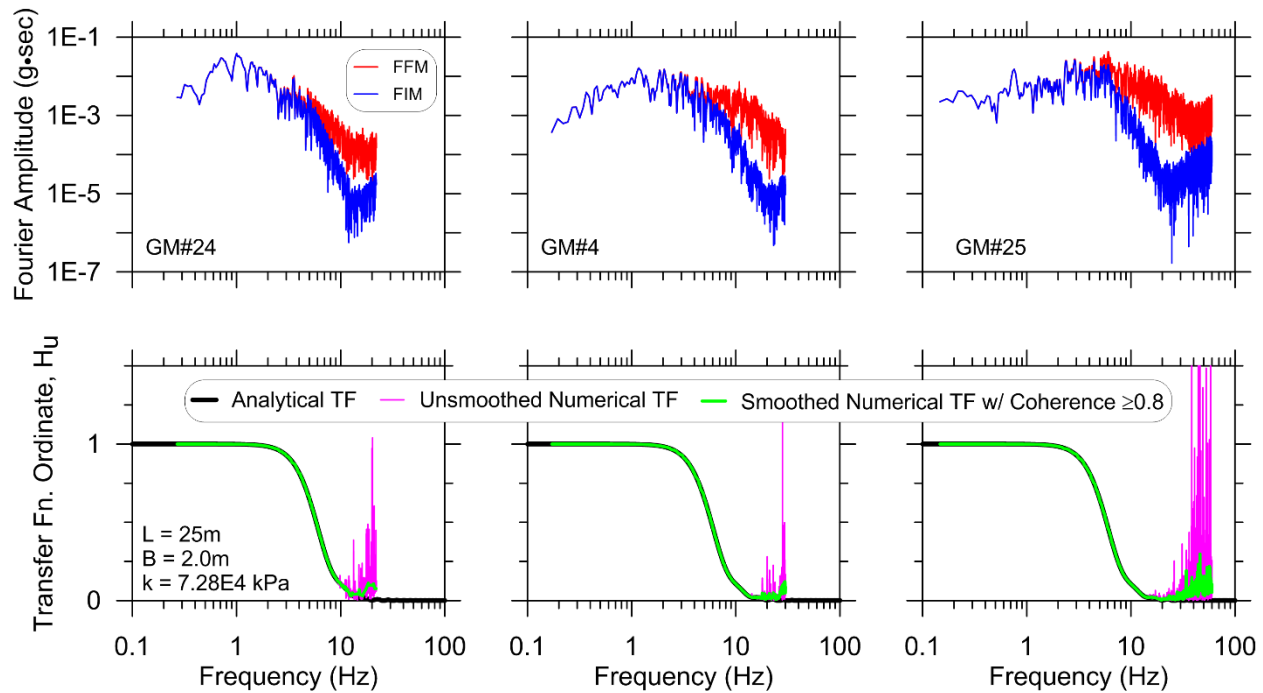 Fourier Amplitude (g•sec)
1E-1
1E-3
1E-5
1E-7
FFM
FIM
GM#24
GM#4
GM#25
Transfer Fn. Ordinate, Hu
Analytical TF
Unsmoothed Numerical TF
Smoothed Numerical TF w/ Coherence ≥0.8
1
0
L = 25m
B = 2.0m
k = 7.28E4 kPa
0.1 1 10 100
0.1 1 10 100
0.1 1 10 100
Frequency (Hz)
Frequency (Hz)
Frequency (Hz)